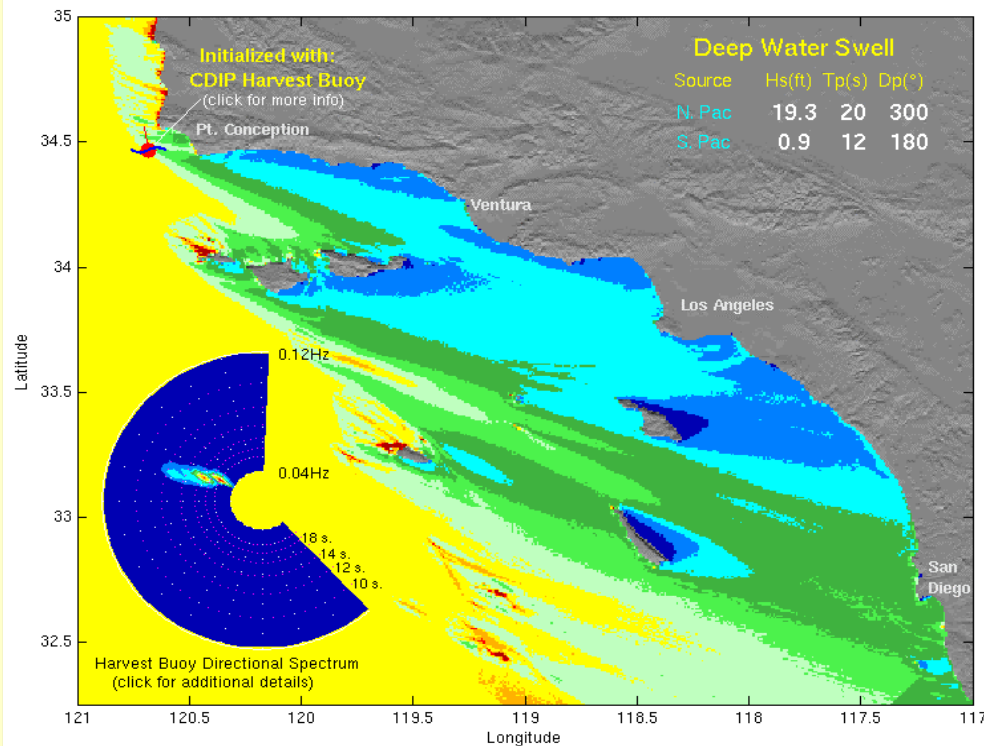 35
34.5
34
33.5
33
32.5
Latitude
Initialized with:
CDIP Harvest Buoy
(click for more info)
Pt. Conception
Deep Water Swell
Source Hs(ft) Tp(s) Dp(°)
N. Pac 19.3 20 300
S. Pac 0.9 12 180
Ventura
Los Angeles
San
Diego
0.12Hz
0.04Hz
18 s.
14 s.
12 s.
10 s.
Harvest Buoy Directional Spectrum
(click for additional details)
121 120.5 120 119.5 119 118.5 118 117.5 117
Longitude